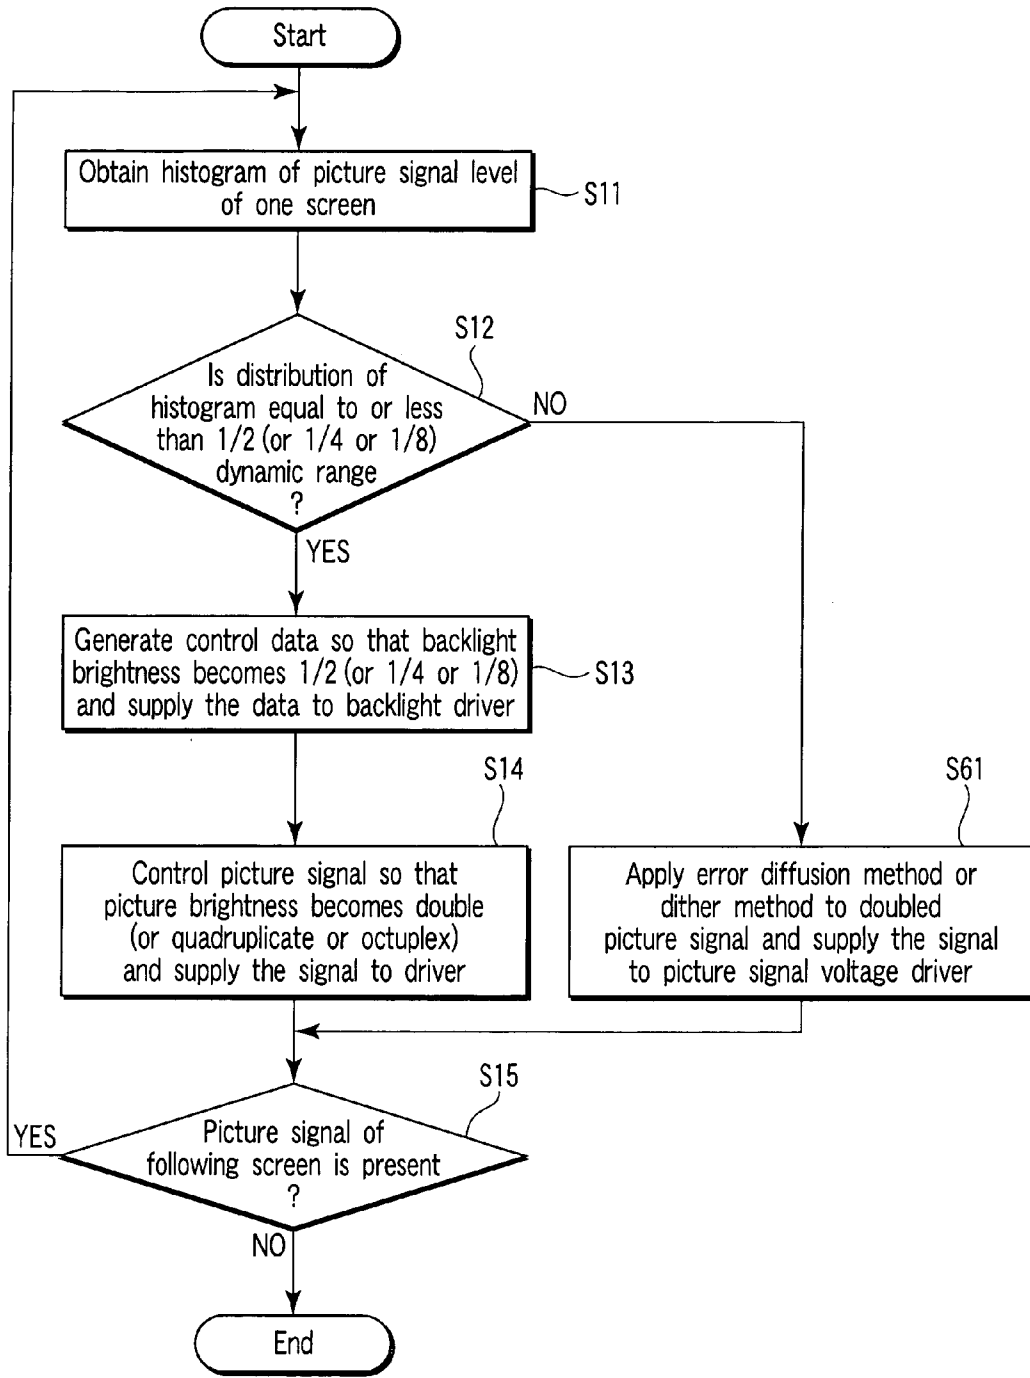 Start
Obtain histogram of picture signal level
of one screen
S11
S12
Is distribution of
histogram equal to or less
than 1/2 (or 1/4 or 1/8)
dynamic range
?
NO
YES
Generate control data so that backlight
brightness becomes 1/2 (or 1/4 or 1/8)
and supply the data to backlight driver
S13
S14
Control picture signal so that
picture brightness becomes double
(or quadruplicate or octuplex)
and supply the signal to driver
S61
Apply error diffusion method or
dither method to doubled
picture signal and supply the signal
to picture signal voltage driver
S15
YES
Picture signal of
following screen is present
?
NO
End